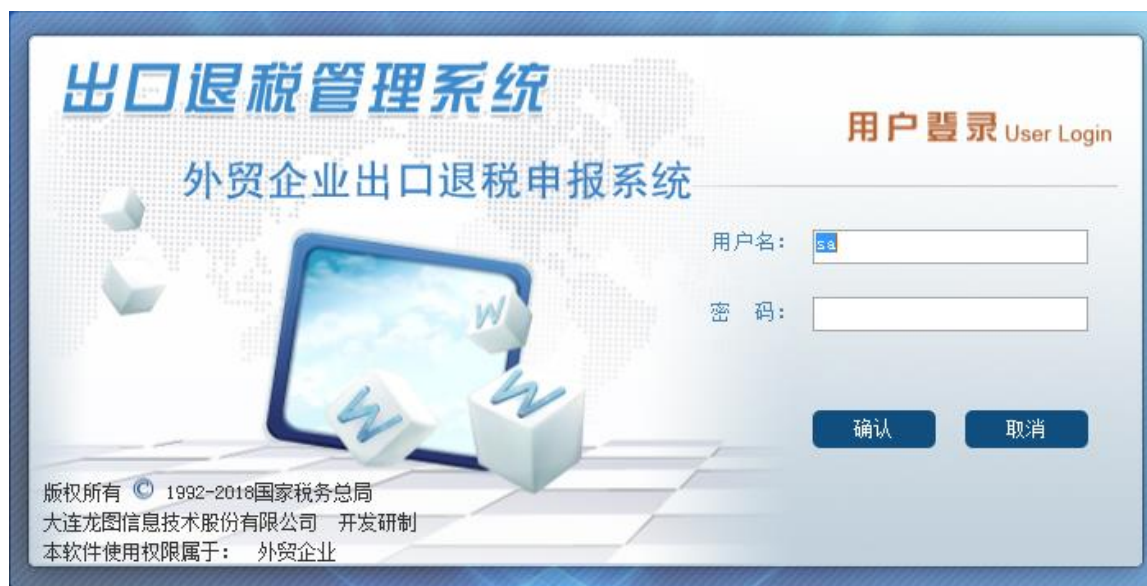 出口退税管理系统
外贸企业出口退税申报系统
用户登录 User Login
用户名：
sa
密 码：
确认
取消
W
W
W
版权所有 © 1992-2018国家税务总局
大连龙图信息技术股份有限公司 开发研制
本软件使用权限属于： 外贸企业